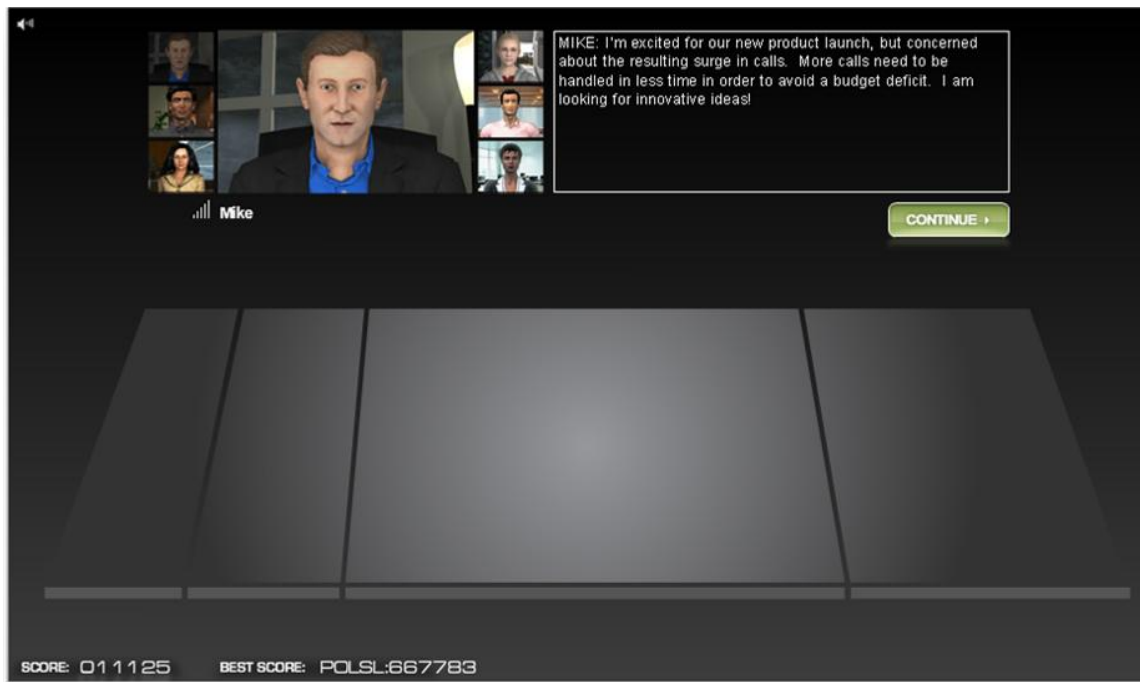 MIKE: I'm excited for our new product launch, but concerned
about the resulting surge in calls.  More calls need to be
handled in less time in order to avoid a budget deficit.  I am
looking for innovative ideas!
Mike
CONTINUE
SCORE: 011125 BEST SCORE: POLSL:667783